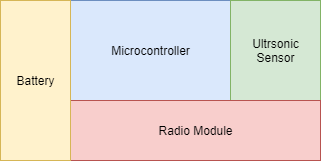 Battery
Microcontroller
Ultrsonic
Sensor
Radio Module